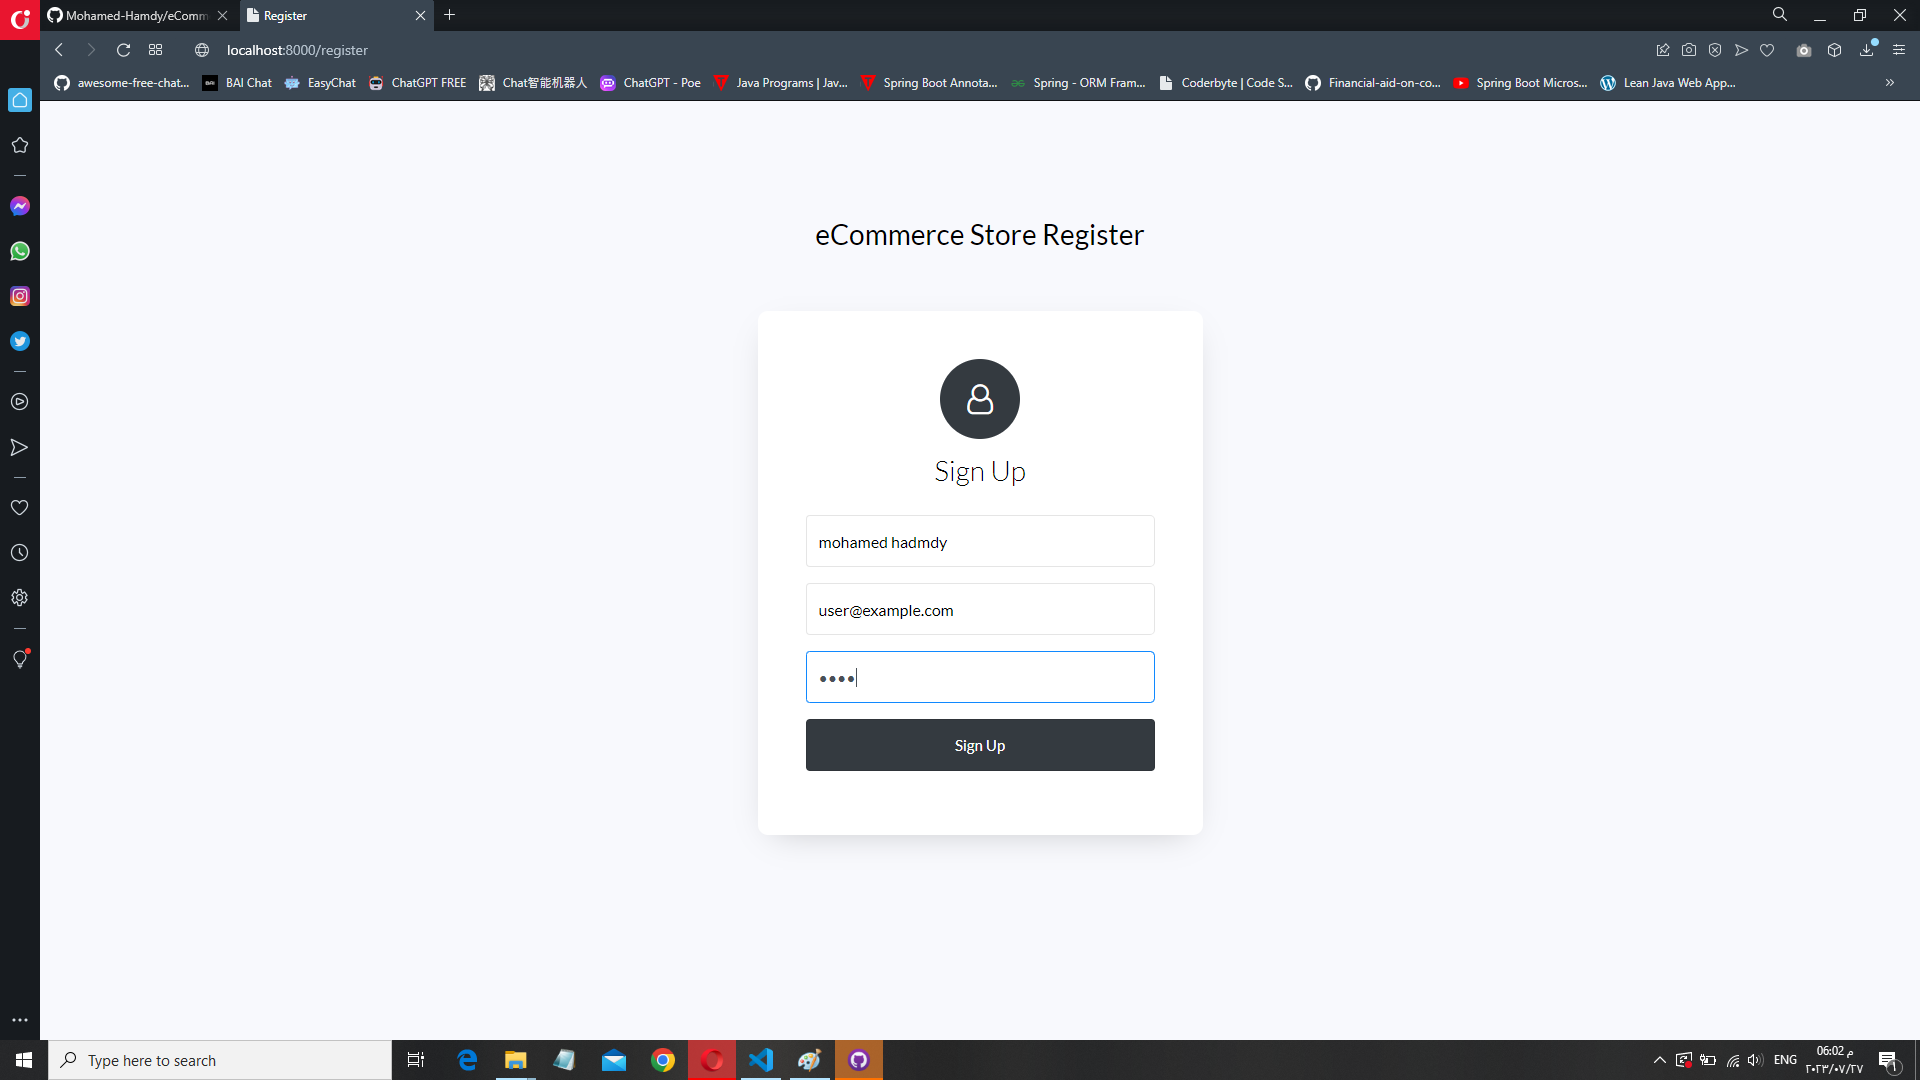 Mohamed-Hamdy/eComm
Register
localhost:8000/register
awesome-free-chat...
BAI Chat
EasyChat
ChatGPT FREE
Chat智能机器人
ChatGPT - Poe
Java Programs | Jav...
Spring Boot Annota...
Spring - ORM Fram...
Coderbyte | Code S...
Financial-aid-on-co...
Spring Boot Micros...
Lean Java Web App...
eCommerce Store Register
Sign Up
mohamed hadmdy
user@example.com
••••
Sign Up
Type here to search
ENG
06:02 م
٢٠٢٣/٠٧/٢٧
١